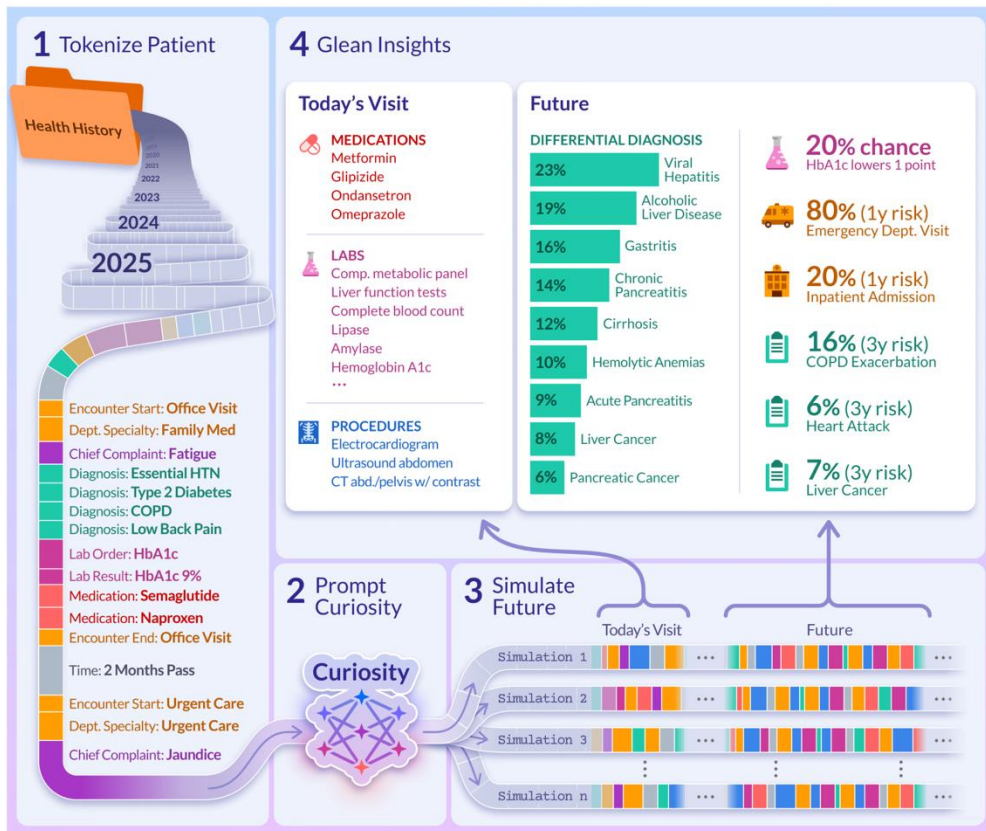 1 Tokenize Patient
Health History
2020
2021
2022
2023
2024
2025
Encounter Start: Office Visit
Dept. Specialty: Family Med
Chief Complaint: Fatigue
Diagnosis: Essential HTN
Diagnosis: Type 2 Diabetes
Diagnosis: COPD
Diagnosis: Low Back Pain
Lab Order: HbA1c
Lab Result: HbA1c 9%
Medication: Semaglutide
Medication: Naproxen
Encounter End: Office Visit
Time: 2 Months Pass
Encounter Start: Urgent Care
Dept. Specialty: Urgent Care
Chief Complaint: Jaundice
2 Prompt
Curiosity
Curiosity
3 Simulate
Future
Today's Visit
Future
Simulation 1
...
...
Simulation 2
...
...
Simulation 3
...
...
Simulation n
...
...
4 Glean Insights
Today's Visit
MEDICATIONS
Metformin
Glipizide
Ondansetron
Omeprazole
LABS
Comp. metabolic panel
Liver function tests
Complete blood count
Lipase
Amylase
Hemoglobin A1c
...
PROCEDURES
Electrocardiogram
Ultrasound abdomen
CT abd./pelvis w/ contrast
Future
DIFFERENTIAL DIAGNOSIS
23% Viral
Hepatitis
19% Alcoholic
Liver Disease
16% Gastritis
14% Chronic
Pancreatitis
12% Cirrhosis
10% Hemolytic Anemias
9% Acute Pancreatitis
8% Liver Cancer
6% Pancreatic Cancer
20% chance
HbA1c lowers 1 point
80% (1y risk)
Emergency Dept. Visit
20% (1y risk)
Inpatient Admission
16% (3y risk)
COPD Exacerbation
6% (3y risk)
Heart Attack
7% (3y risk)
Liver Cancer